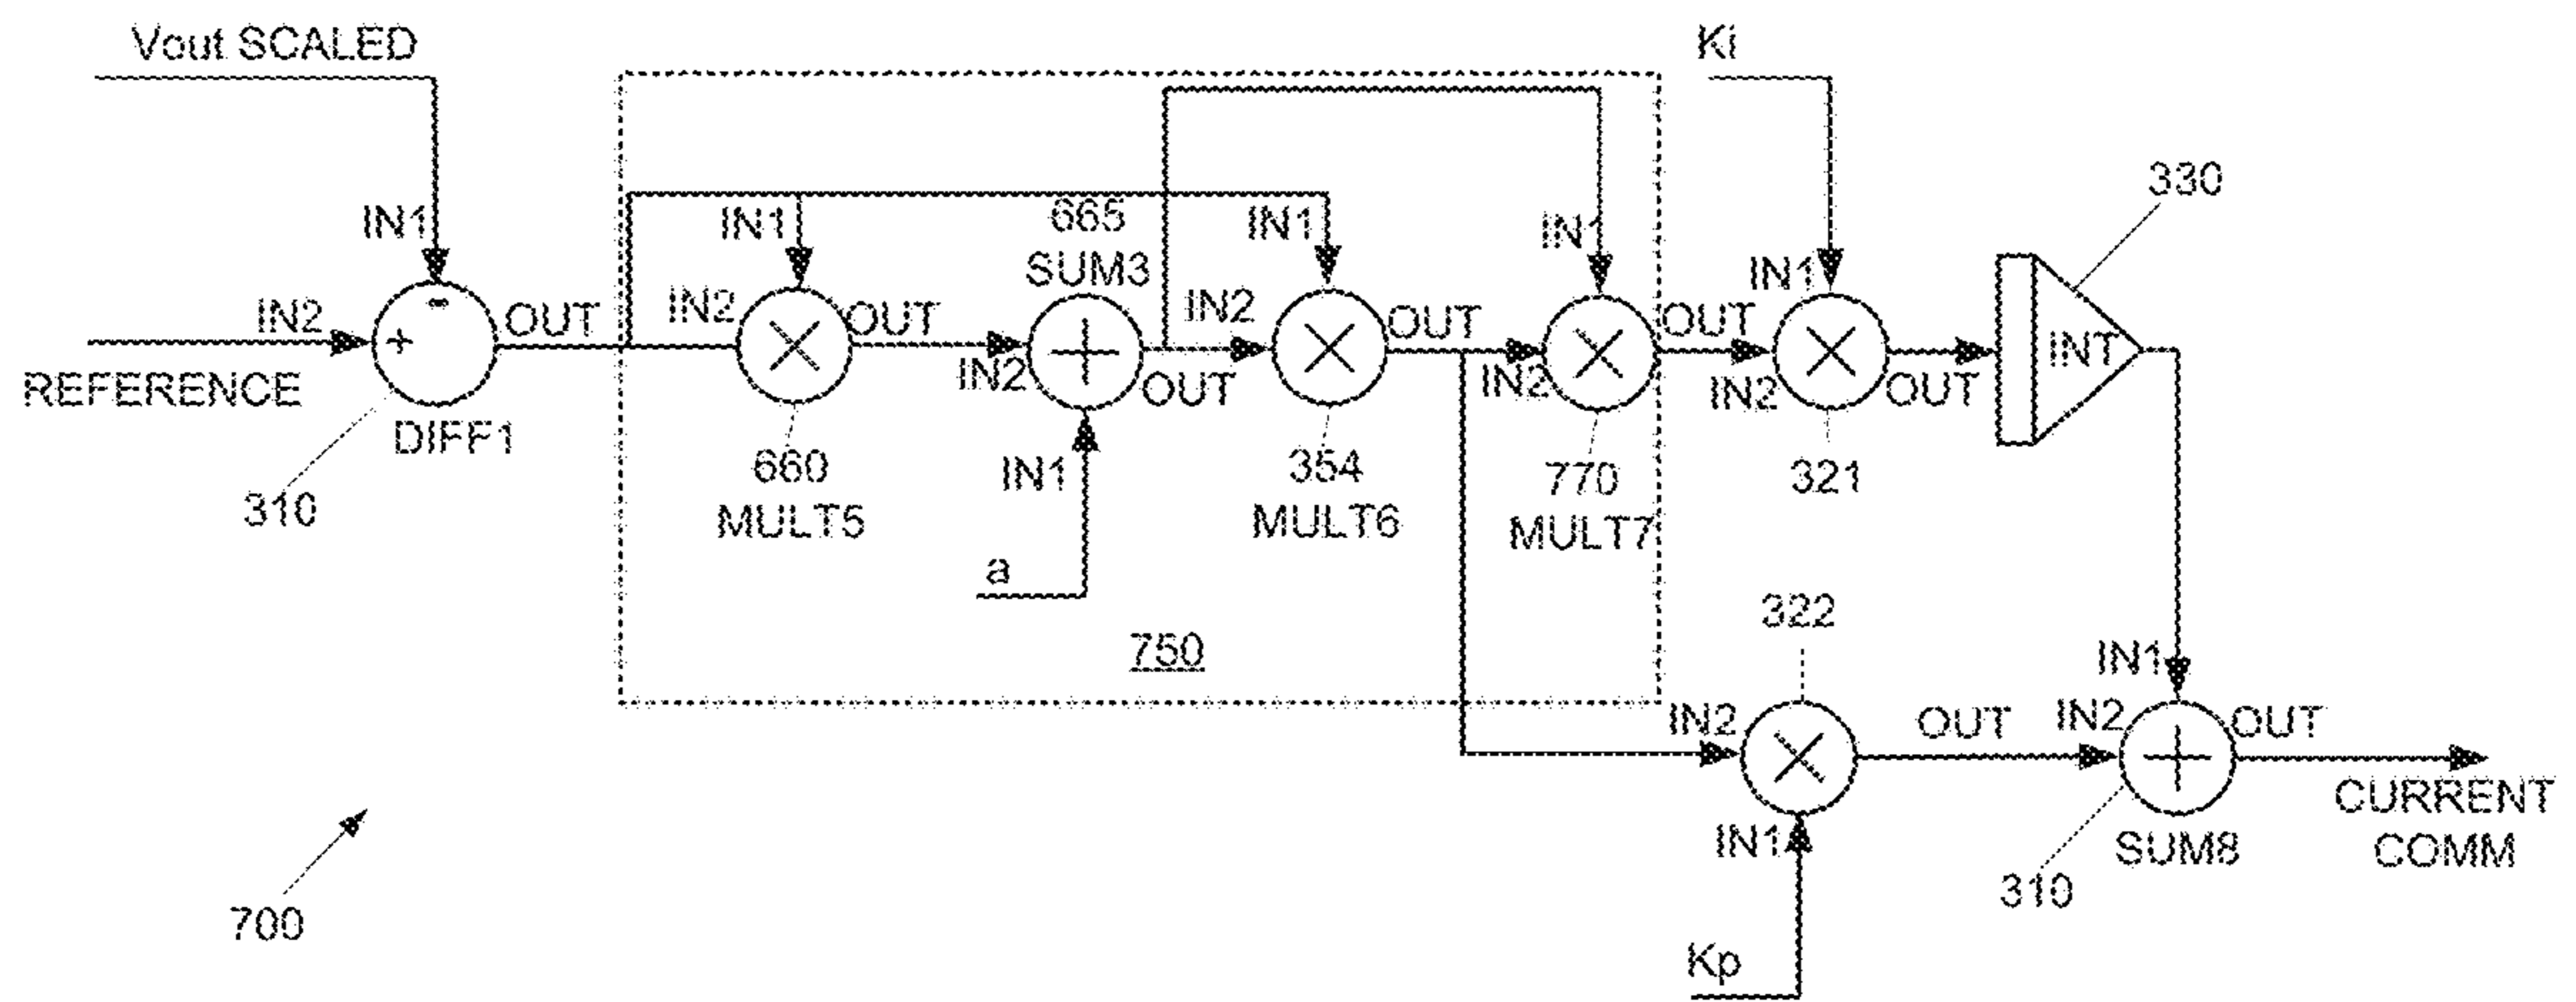 Vout SCALED
Ki
330
IN1
IN1
665
IN1
IN1
SUM3
IN1
IN2
OUT
IN2
OUT
IN2
OUT
OUT
INT
REFERENCE
IN2
OUT
IN2
IN2
OUT
DIFF1
310
660
MULT5
IN1
354
MULT6
770
MULT7
321
a
750
322
IN1
IN2
OUT
IN2
OUT
IN1
CURRENT
COMM
SUM8
310
700
Kp